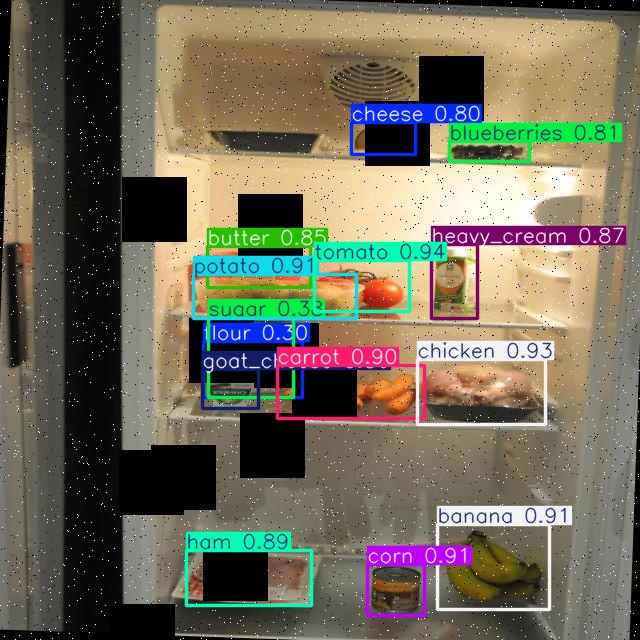 cheese 0.80
blueberries 0.81
heavy_cream 0.87
butter 0.85
tomato 0.94
potato 0.91
sugar 0.33
flour 0.30
chicken 0.93
carrot 0.90
goat_ch
banana 0.91
ham 0.89
corn 0.91